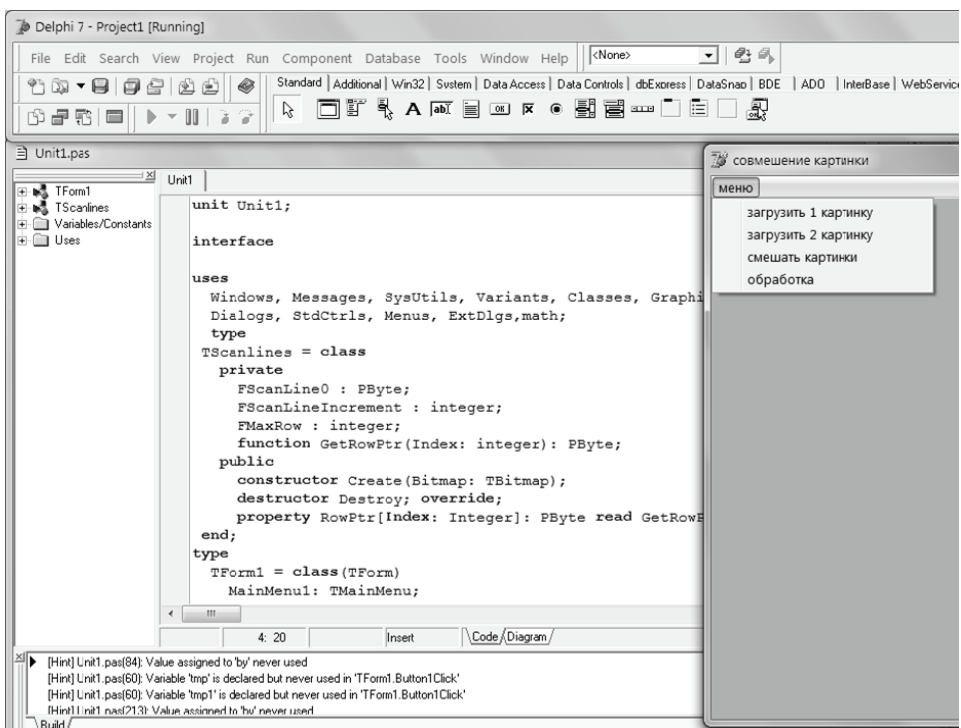 Delphi 7 - Project1 [Running]
File Edit Search View Project Run Component Database Tools Window Help <None>
Standard Additional Win32 System Data Access Data Controls dbExpress DataSnap BDE ADO InterBase WebService
Unit1.pas
совмешение картинки
меню
загрузить 1 картинку
загрузить 2 картинку
смешать картинки
обработка
TForm1
TScanlines
Variables/Constants
Uses
Unit1
unit Unit1;
interface
uses
Windows, Messages, SysUtils, Variants, Classes, Graphi
Dialogs, StdCtrls, Menus, ExtDlgs,math;
type
TScanlines = class
private
FScanLine0 : PByte;
FScanLineIncrement : integer;
FMaxRow : integer;
function GetRowPtr(Index: integer): PByte;
public
constructor Create(Bitmap: TBitmap);
destructor Destroy; override;
property RowPtr[Index: Integer]: PByte read GetRowP
end;
type
TForm1 = class(TForm)
MainMenu1: TMainMenu;
4: 20 Insert Code Diagram
[Hint] Unit1.pas(84): Value assigned to 'by' never used
[Hint] Unit1.pas(60): Variable 'tmp' is declared but never used in 'TForm1.Button1Click'
[Hint] Unit1.pas(60): Variable 'tmp1' is declared but never used in 'TForm1.Button1Click'
[Hint] Unit1.pas(213): Value assigned to 'by' never used
Build